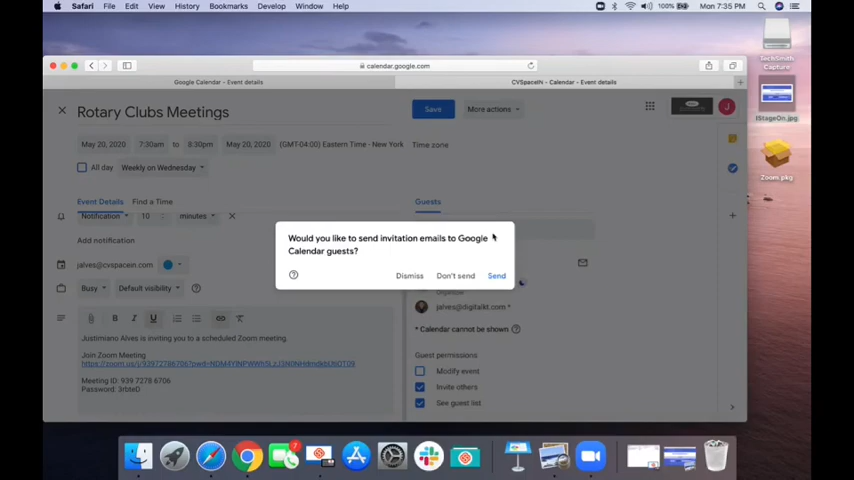 Safari File Edit View History Bookmarks Develop Window Help 100% Mon 7:35 PM
calendar.google.com
Google Calendar - Event details CVSpaceIN - Calendar - Event details
TechSmith Capture
IStageOn.jpg
Zoom.pkg
Rotary Clubs Meetings Save More actions J
May 20, 2020 7:30am to 8:30pm May 20, 2020 (GMT-04:00) Eastern Time - New York Time zone
All day Weekly on Wednesday
Event Details Find a Time Guests
Notification 10 minutes
Add notification
Would you like to send invitation emails to Google
Calendar guests?
Dismiss Don't send Send
jalves@cvspacein.com
Busy Default visibility
jalves@digitalkt.com *
* Calendar cannot be shown
B I U
Justimiano Alves is inviting you to a scheduled Zoom meeting.
Join Zoom Meeting
Meeting ID: 939 7278 6706
Password: 3rbteD
Guest permissions
Modify event
Invite others
See guest list
7